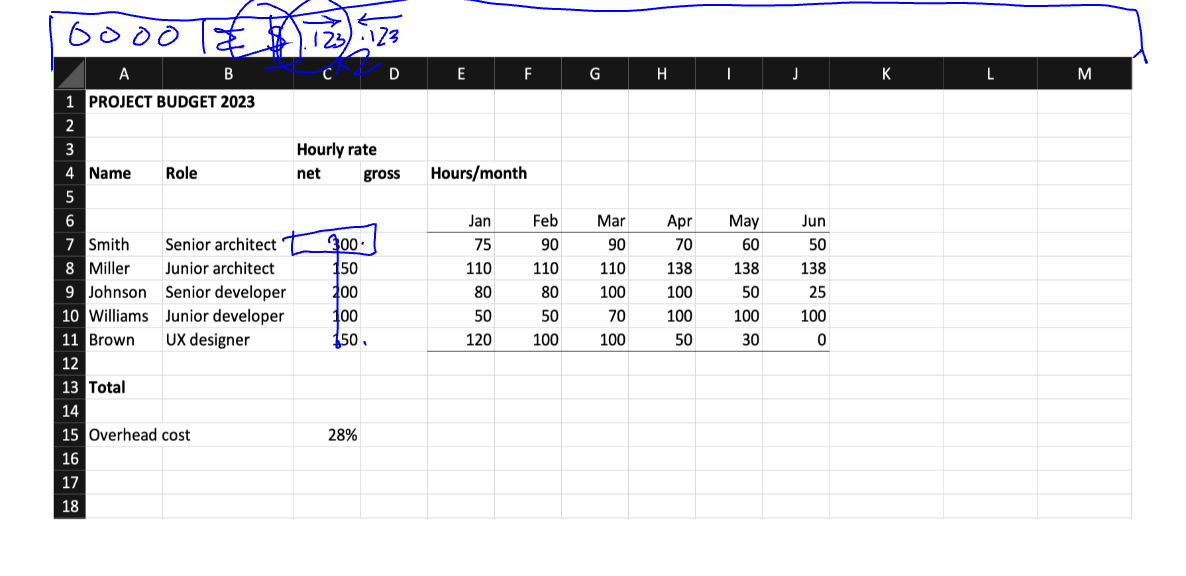 0000 $ .123 .123
A B C x2 D E F G H I J K L M
1 PROJECT BUDGET 2023
2
3 Hourly rate
4 Name Role net gross Hours/month
5
6 Jan Feb Mar Apr May Jun
7 Smith Senior architect 300 75 90 90 70 60 50
8 Miller Junior architect 150 110 110 110 138 138 138
9 Johnson Senior developer 200 80 80 100 100 50 25
10 Williams Junior developer 100 50 50 70 100 100 100
11 Brown UX designer 150 120 100 100 50 30 0
12
13 Total
14
15 Overhead cost 28%
16
17
18